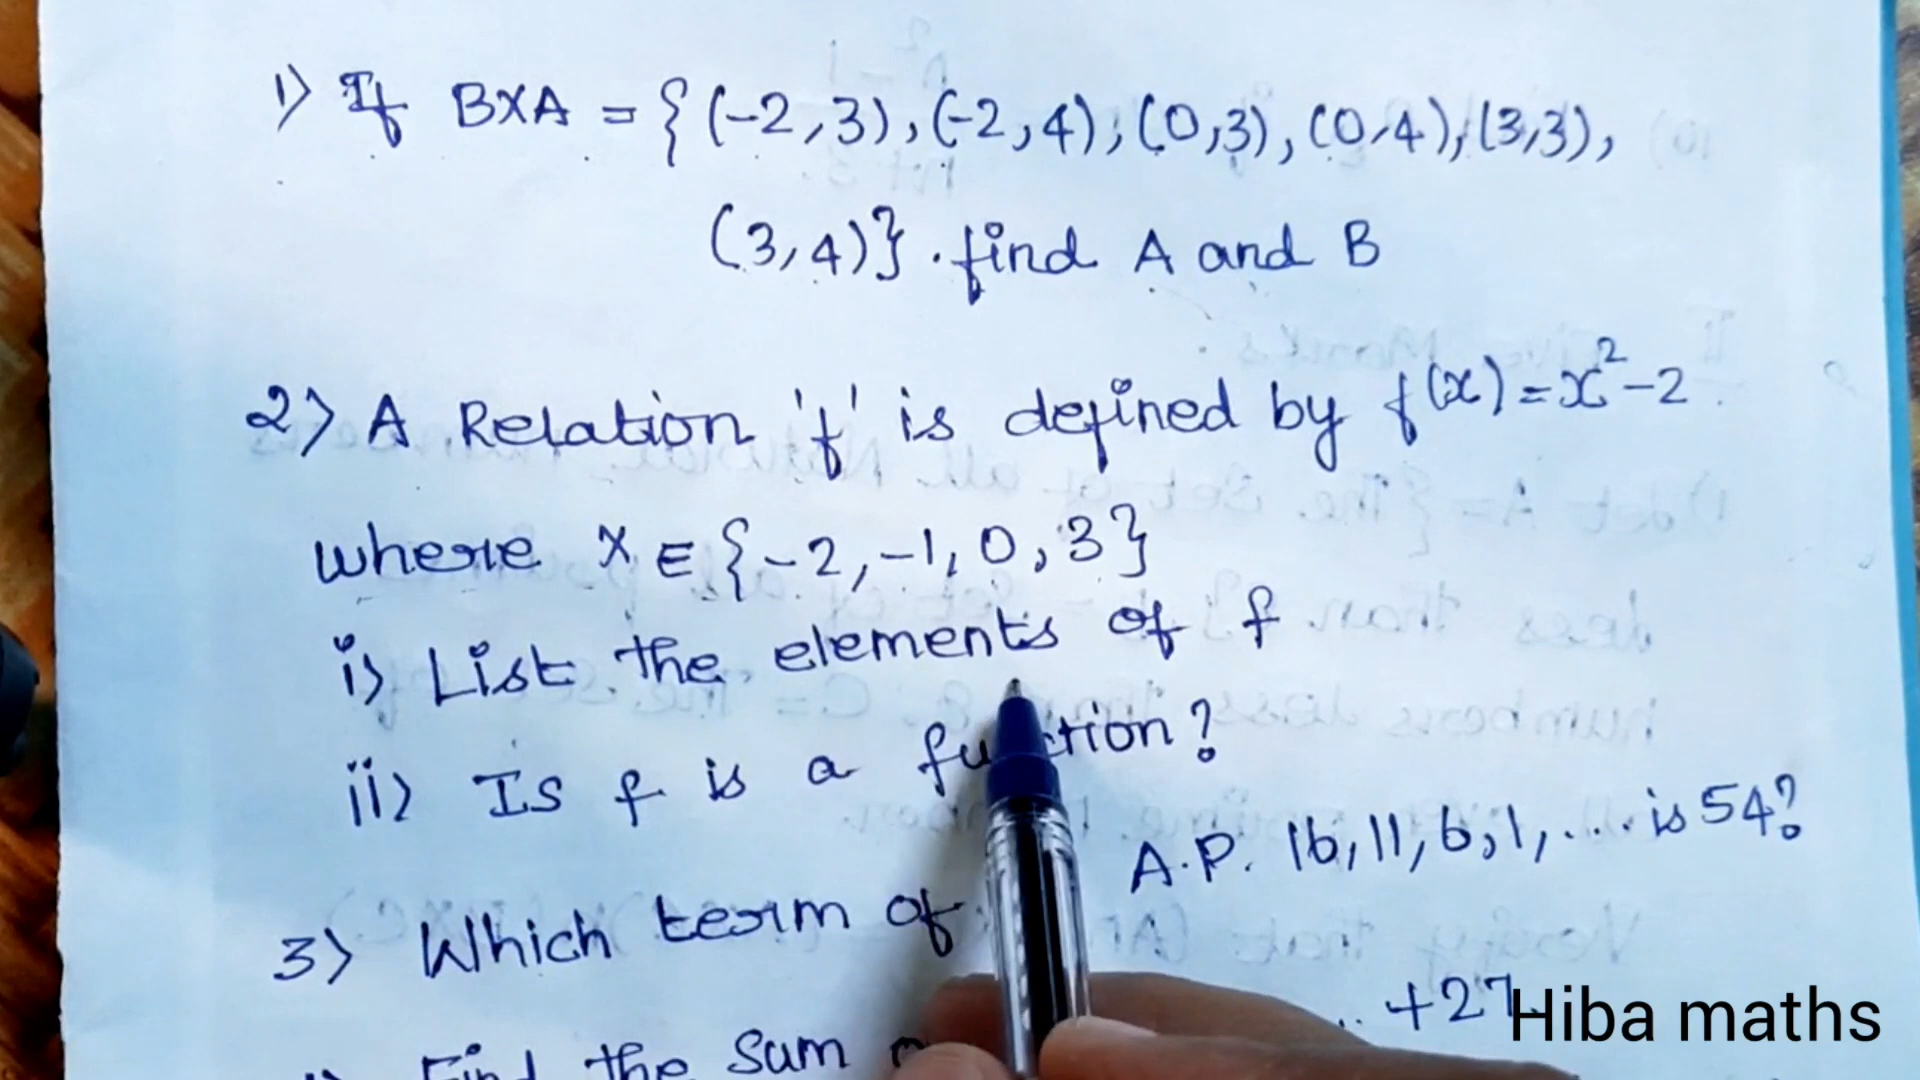 1) If B×A = {(-2,3),(-2,4),(0,3),(0,4),(3,3),
(3,4)}. find A and B
2) A Relation 'f' is defined by f(x)=x²-2
where x ∈ {-2,-1,0,3}
i) List the elements of f
ii) Is f is a function?
3) Which term of A.P. 16,11,6,1,... is 54?
Find the Sum +27
Hiba maths